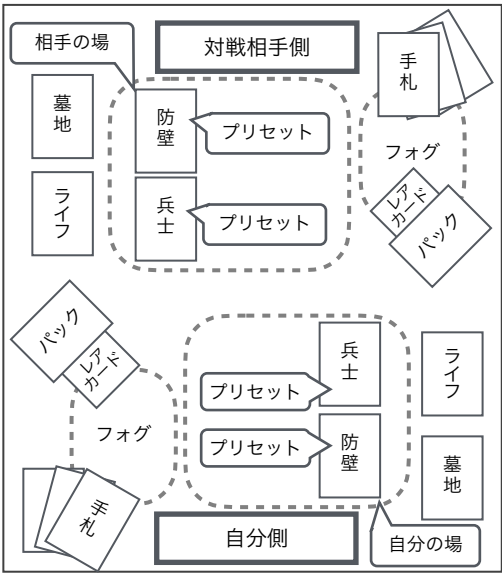 相手の場
対戦相手側
手札
墓地
防壁
プリセット
フォグ
ライフ
兵士
プリセット
レア
カード
パック
パック
レア
カード
兵士
ライフ
プリセット
フォグ
プリセット
防壁
墓地
手札
自分側
自分の場